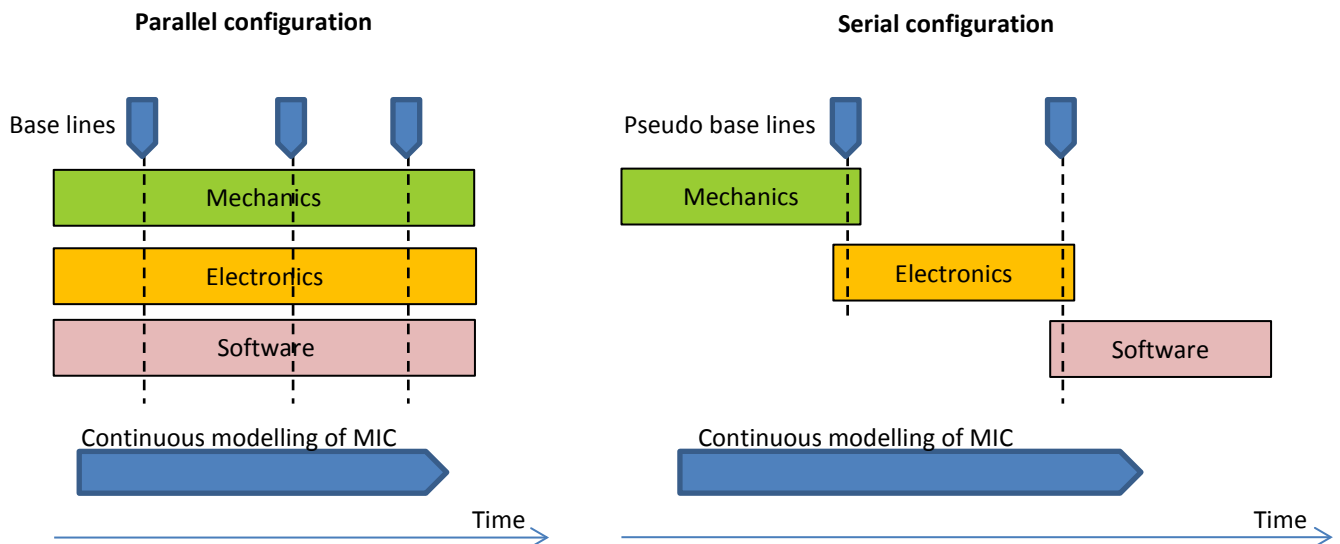 Parallel configuration
Base lines
Mechanics
Electronics
Software
Continuous modelling of MIC
Time
Serial configuration
Pseudo base lines
Mechanics
Electronics
Software
Continuous modelling of MIC
Time